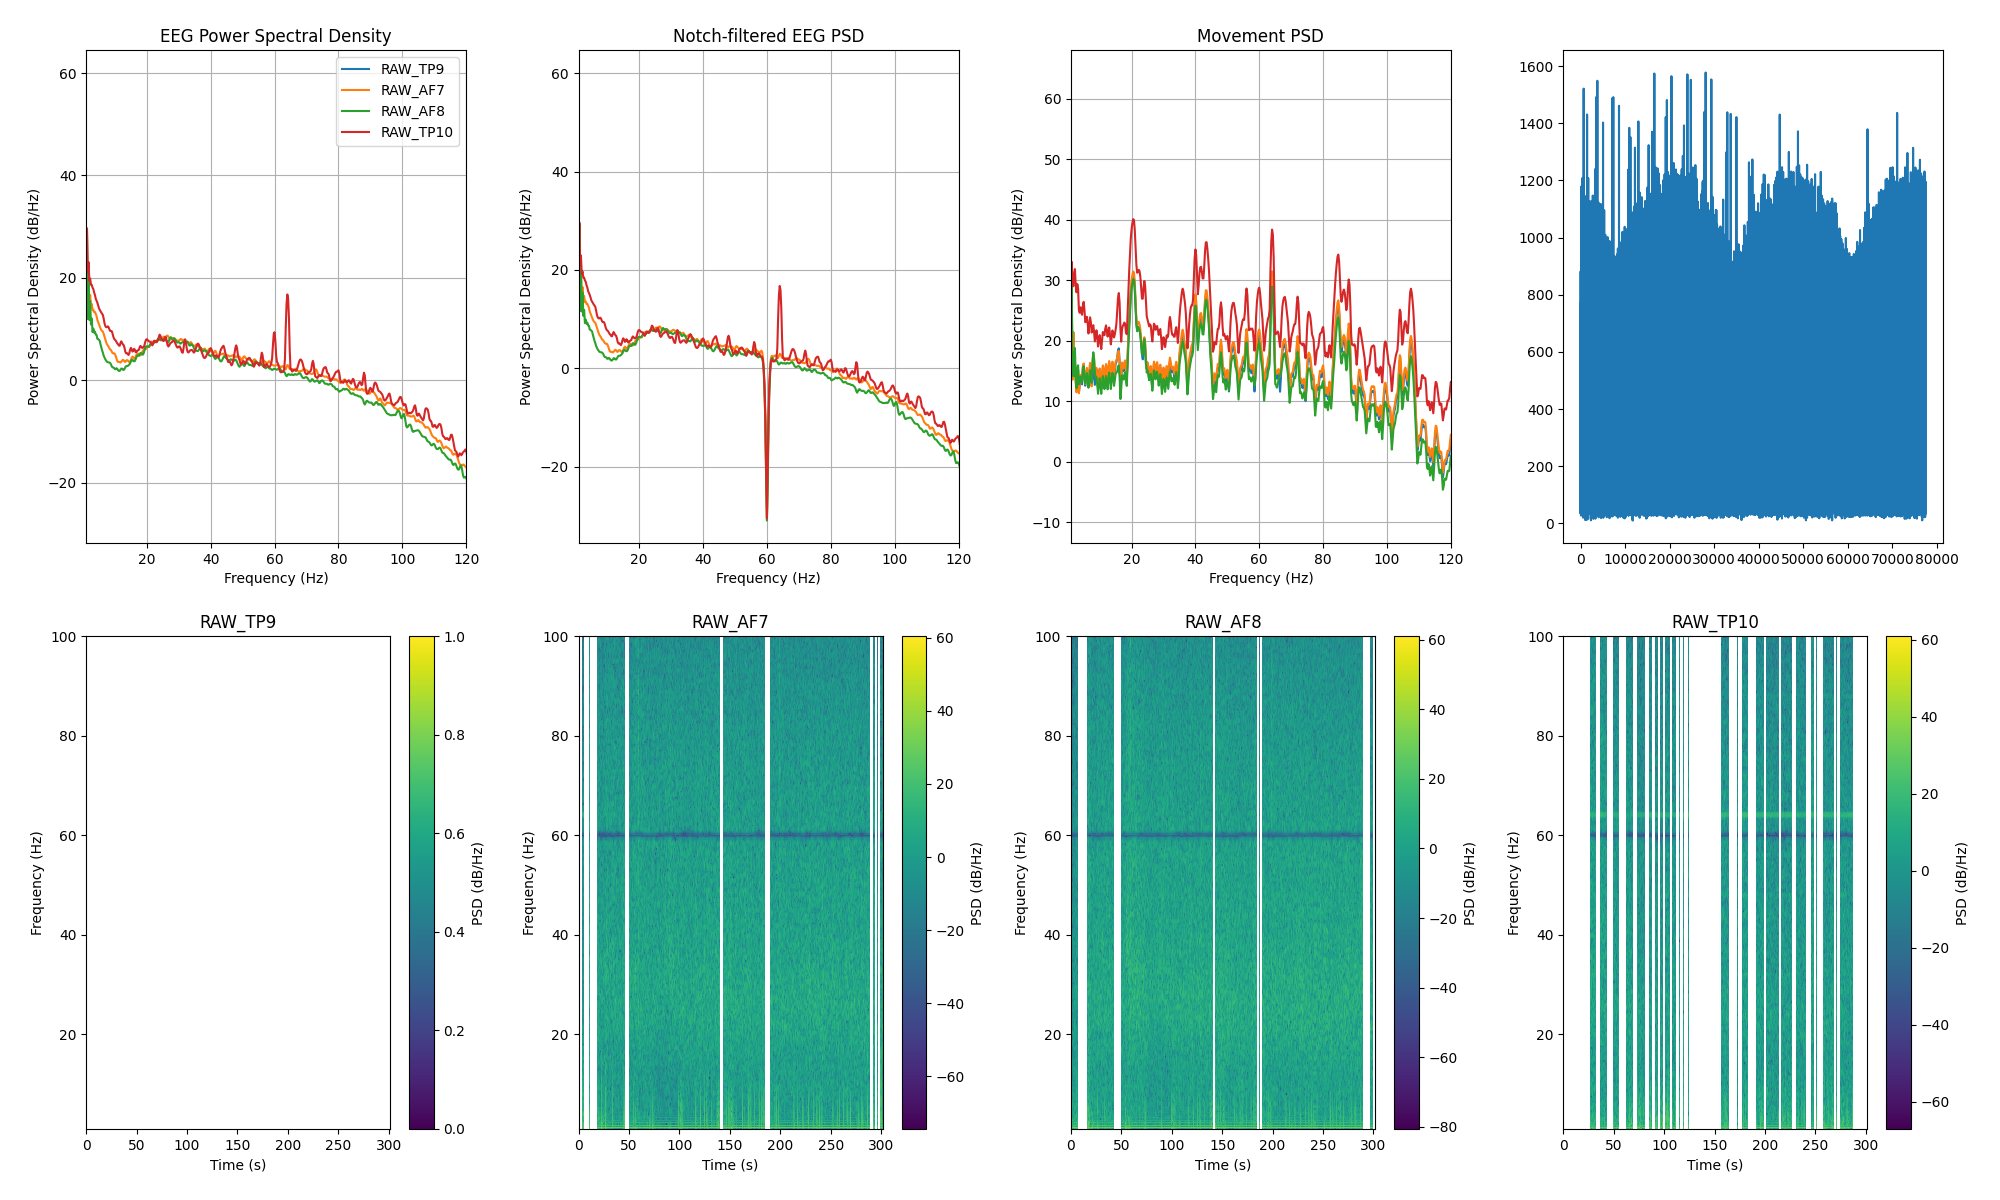 EEG Power Spectral Density
Power Spectral Density (dB/Hz)
60
40
20
0
−20
RAW_TP9
RAW_AF7
RAW_AF8
RAW_TP10
20 40 60 80 100 120
Frequency (Hz)
Notch-filtered EEG PSD
Power Spectral Density (dB/Hz)
60
40
20
0
−20
20 40 60 80 100 120
Frequency (Hz)
Movement PSD
Power Spectral Density (dB/Hz)
60
50
40
30
20
10
0
−10
20 40 60 80 100 120
Frequency (Hz)
1600
1400
1200
1000
800
600
400
200
0
0 10000 20000 30000 40000 50000 60000 70000 80000
RAW_TP9
Frequency (Hz)
100
80
60
40
20
0 50 100 150 200 250 300
Time (s)
1.0
0.8
0.6
0.4
0.2
0.0
PSD (dB/Hz)
RAW_AF7
Frequency (Hz)
100
80
60
40
20
0 50 100 150 200 250 300
Time (s)
60
40
20
0
−20
−40
−60
PSD (dB/Hz)
RAW_AF8
Frequency (Hz)
100
80
60
40
20
0 50 100 150 200 250 300
Time (s)
60
40
20
0
−20
−40
−60
−80
PSD (dB/Hz)
RAW_TP10
Frequency (Hz)
100
80
60
40
20
0 50 100 150 200 250 300
Time (s)
60
40
20
0
−20
−40
−60
PSD (dB/Hz)